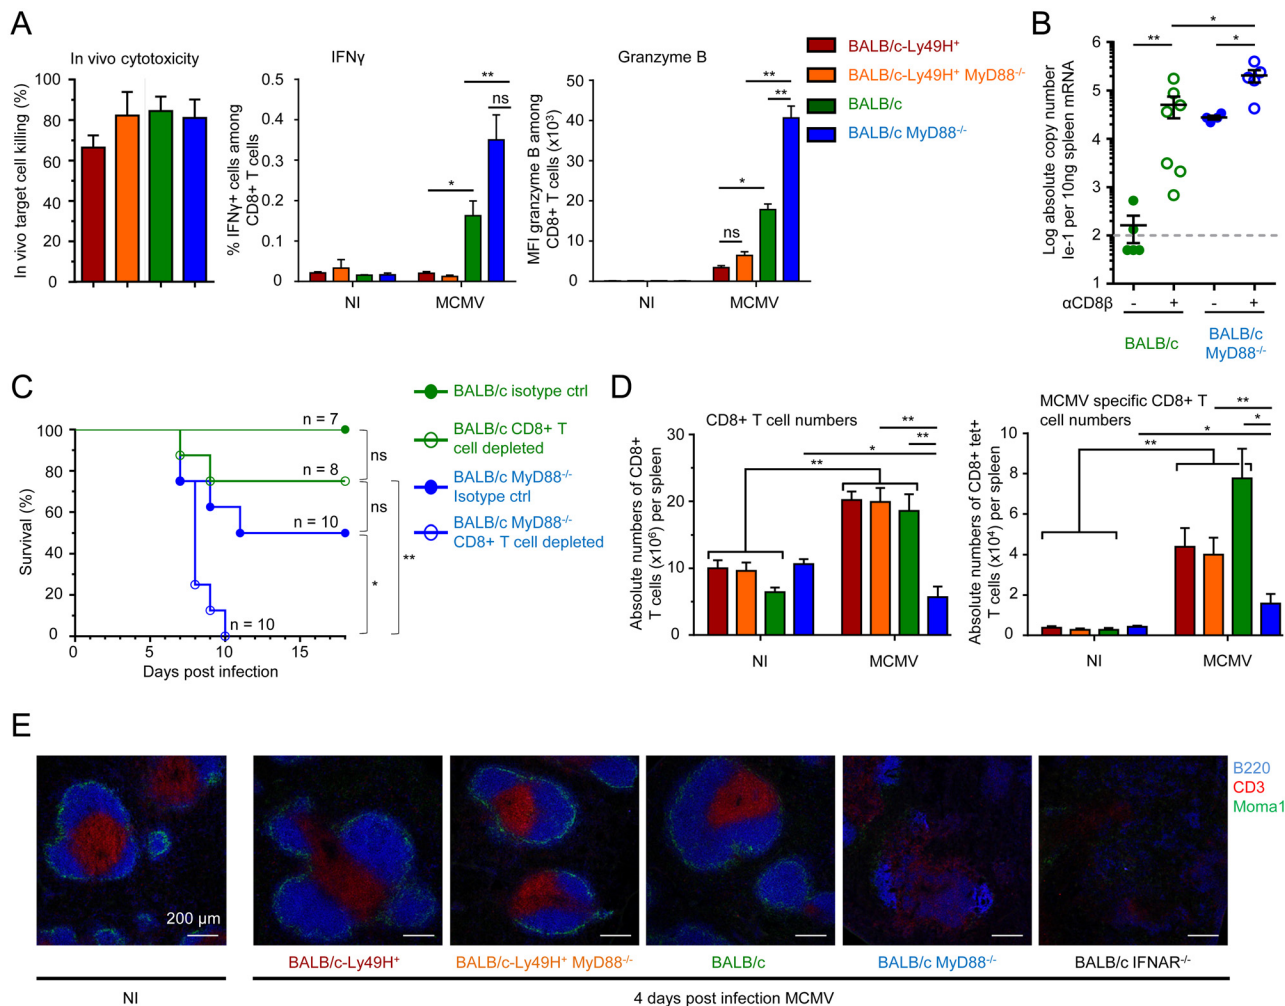 A
In vivo cytotoxicity
In vivo target cell killing (%)
100
80
60
40
20
0
IFNγ
% IFNγ+ cells among
CD8+ T cells
0.5
0.4
0.3
0.2
0.1
0
*
**
ns
NI
MCMV
Granzyme B
MFI granzyme B among
CD8+ T cells (x10³)
50
40
30
20
10
0
ns
*
**
**
NI
MCMV
BALB/c-Ly49H⁺
BALB/c-Ly49H⁺ MyD88⁻/⁻
BALB/c
BALB/c MyD88⁻/⁻
B
Log absolute copy number
Ie-1 per 10ng spleen mRNA
6
5
4
3
2
1
**
*
*
αCD8β
-
+
-
+
BALB/c
BALB/c
MyD88⁻/⁻
C
Survival (%)
100
80
60
40
20
0
0
5
10
15
Days post infection
n = 7
n = 8
n = 10
n = 10
ns
ns
*
**
BALB/c isotype ctrl
BALB/c CD8+ T
cell depleted
BALB/c MyD88⁻/⁻
Isotype ctrl
BALB/c MyD88⁻/⁻
CD8+ T cell depleted
D
CD8+ T cell numbers
Absolute numbers of CD8+
T cells (x10⁶) per spleen
30
20
10
0
**
**
*
**
NI
MCMV
MCMV specific CD8+ T
cell numbers
Absolute numbers of CD8+ tet+
T cells (x10⁴) per spleen
10
8
6
4
2
0
**
*
*
**
NI
MCMV
E
200 µm
B220
CD3
Moma1
BALB/c-Ly49H⁺
BALB/c-Ly49H⁺ MyD88⁻/⁻
BALB/c
BALB/c MyD88⁻/⁻
BALB/c IFNAR⁻/⁻
NI
4 days post infection MCMV